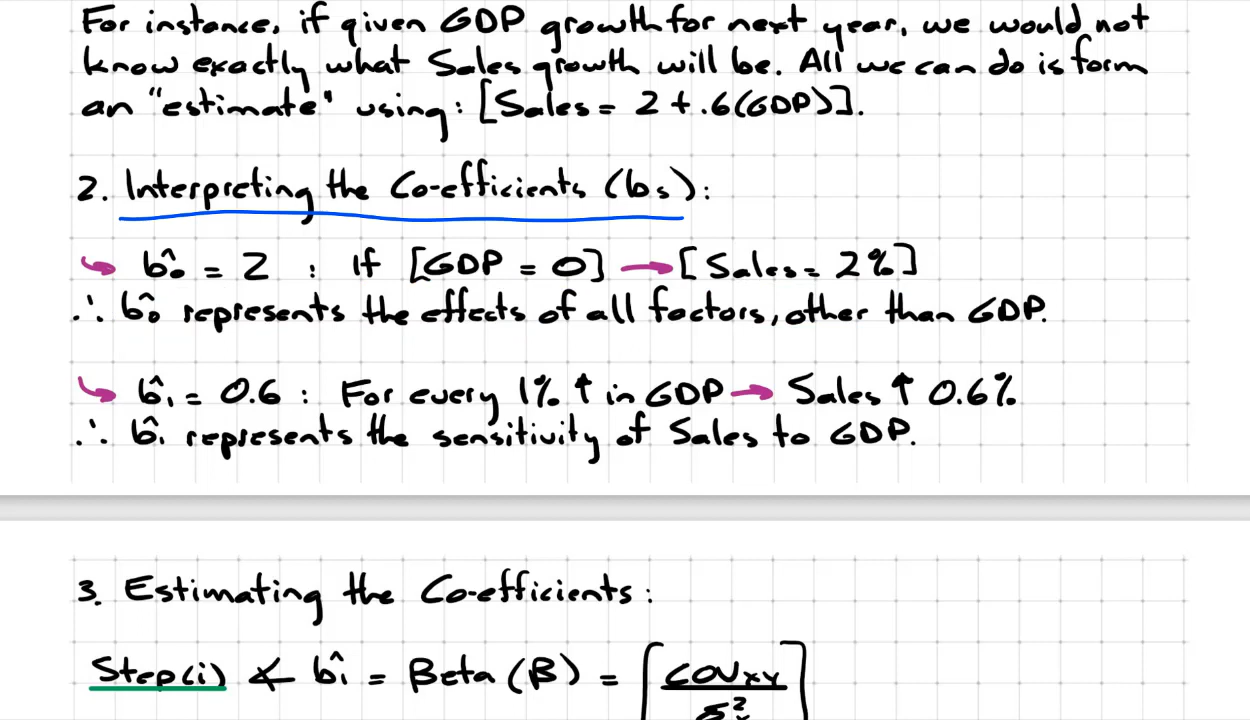 For instance, if given GDP growth for next year, we would not
know exactly what Sales growth will be. All we can do is form
an "estimate" using: [Sales = 2 + .6(GDP)].
2. Interpreting the Co-efficients (bs):
↳ b̂₀ = 2 : If [GDP = 0] → [Sales = 2%]
∴ b̂₀ represents the effects of all factors, other than GDP.
↳ b̂₁ = 0.6 : For every 1% ↑ in GDP → Sales ↑ 0.6%
∴ b̂₁ represents the sensitivity of Sales to GDP.
3. Estimating the Co-efficients:
Step(i) ∢ b̂₁ = Beta (β) = [COVxy / σ²x]